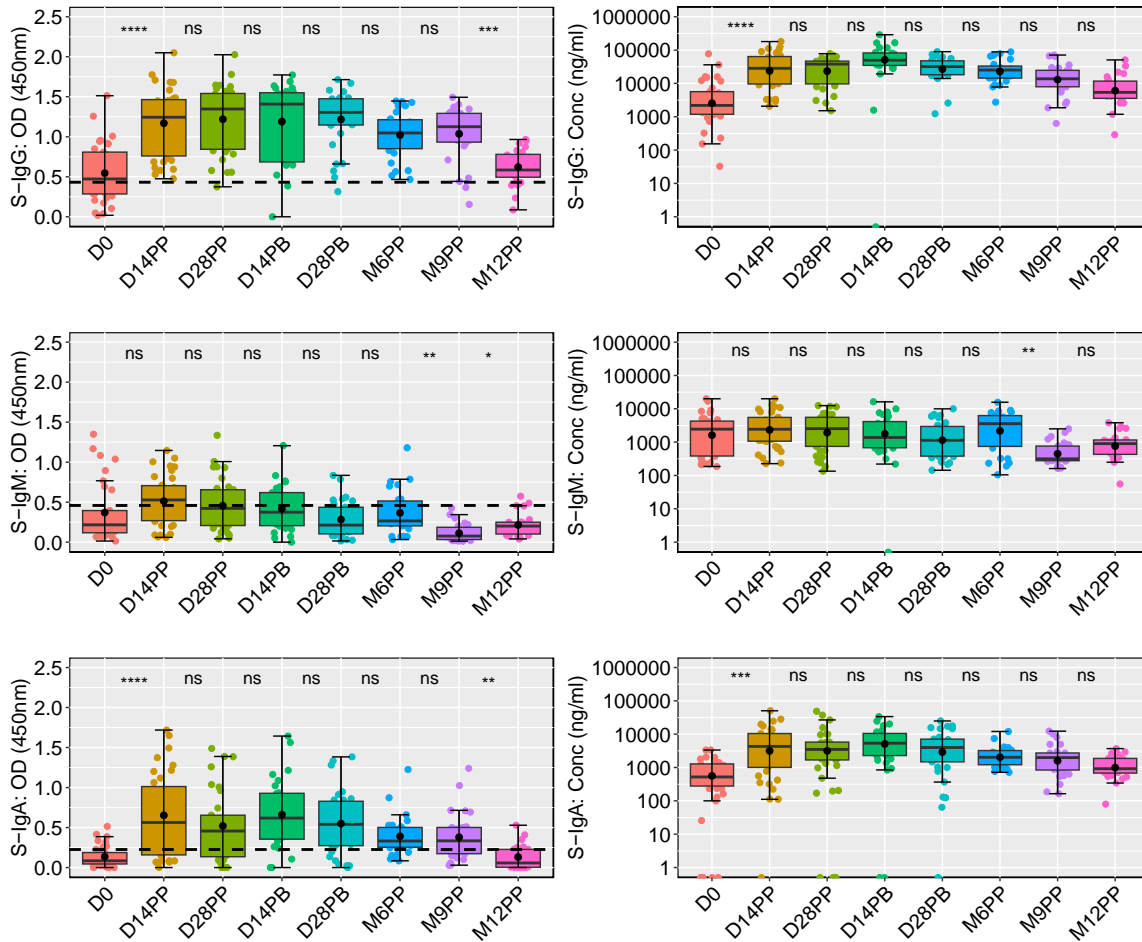 S−IgG: OD (450nm)
2.5
2.0
1.5
1.0
0.5
0.0
**** ns ns ns ns ns ***
D0 D14PP D28PP D14PB D28PB M6PP M9PP M12PP
S−IgG: Conc (ng/ml)
1000000
100000
10000
1000
100
10
1
**** ns ns ns ns ns ns
D0 D14PP D28PP D14PB D28PB M6PP M9PP M12PP
S−IgM: OD (450nm)
2.5
2.0
1.5
1.0
0.5
0.0
ns ns ns ns ns ** *
D0 D14PP D28PP D14PB D28PB M6PP M9PP M12PP
S−IgM: Conc (ng/ml)
1000000
100000
10000
1000
100
10
1
ns ns ns ns ns ** ns
D0 D14PP D28PP D14PB D28PB M6PP M9PP M12PP
S−IgA: OD (450nm)
2.5
2.0
1.5
1.0
0.5
0.0
**** ns ns ns ns ns **
D0 D14PP D28PP D14PB D28PB M6PP M9PP M12PP
S−IgA: Conc (ng/ml)
1000000
100000
10000
1000
100
10
1
*** ns ns ns ns ns ns
D0 D14PP D28PP D14PB D28PB M6PP M9PP M12PP